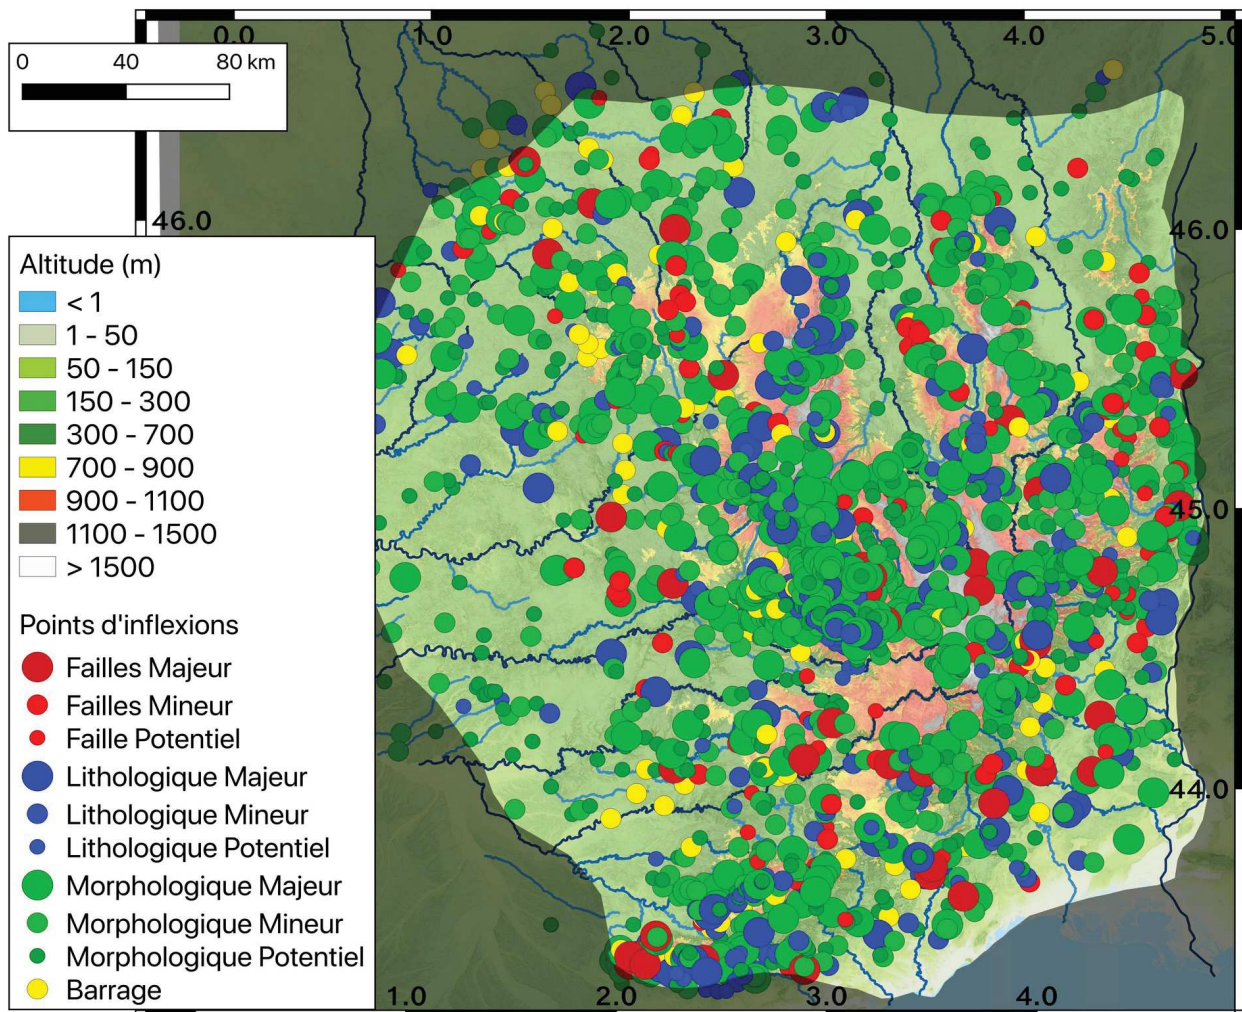 0.0 1.0 2.0 3.0 4.0 5.0
0 40 80 km
46.0 46.0
Altitude (m)
< 1
1 - 50
50 - 150
150 - 300
300 - 700
700 - 900
900 - 1100
1100 - 1500
> 1500
45.0
Points d'inflexions
Failles Majeur
Failles Mineur
Faille Potentiel
Lithologique Majeur
44.0
Lithologique Mineur
Lithologique Potentiel
Morphologique Majeur
Morphologique Mineur
Morphologique Potentiel
Barrage
1.0 2.0 3.0 4.0